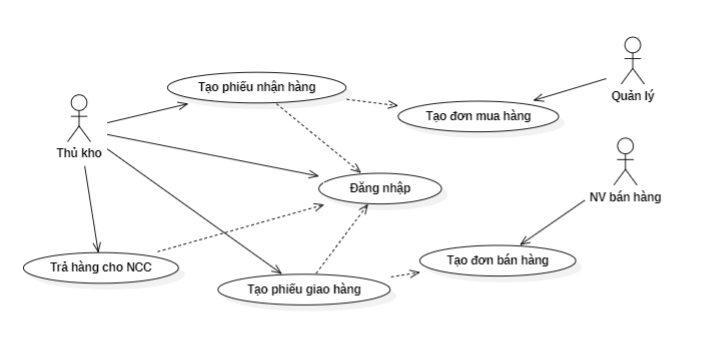 Tạo phiếu nhận hàng
Quản lý
Tạo đơn mua hàng
Thủ kho
Đăng nhập
NV bán hàng
Trả hàng cho NCC
Tạo đơn bán hàng
Tạo phiếu giao hàng